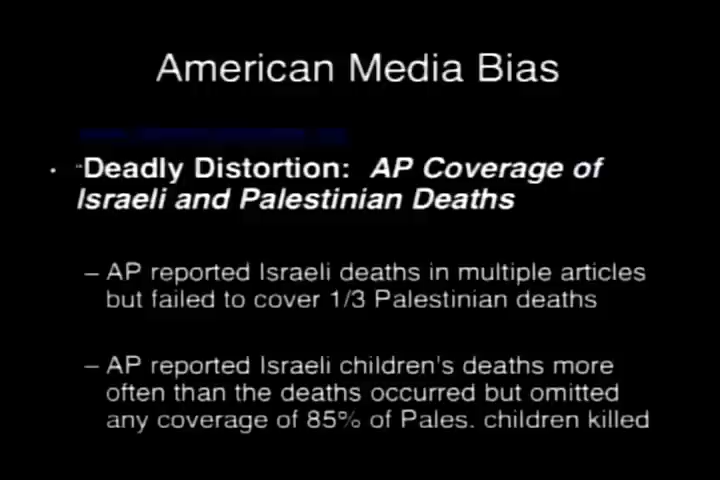 American Media Bias
• "Deadly Distortion: AP Coverage of
Israeli and Palestinian Deaths
– AP reported Israeli deaths in multiple articles
but failed to cover 1/3 Palestinian deaths
– AP reported Israeli children's deaths more
often than the deaths occurred but omitted
any coverage of 85% of Pales. children killed